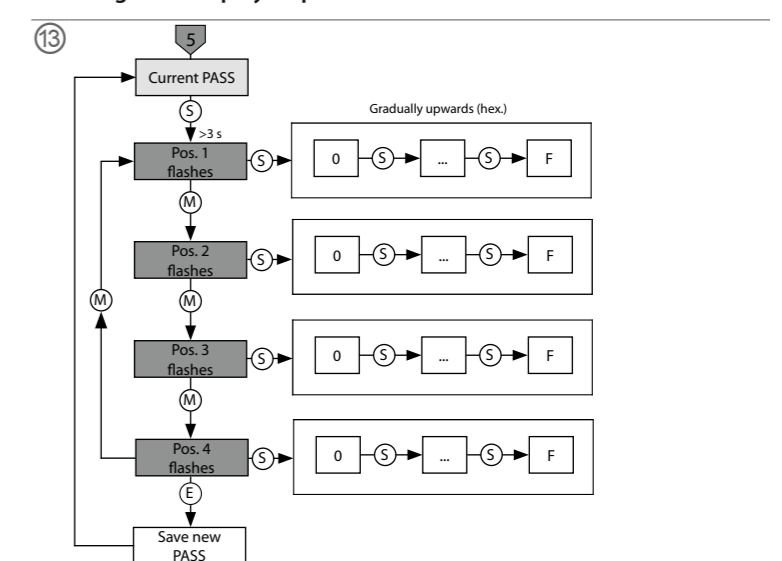 13
5
Current PASS
S
>3 s
Gradually upwards (hex.)
Pos. 1
flashes
S
0 S ... S F
M
Pos. 2
flashes
S
0 S ... S F
M
M
Pos. 3
flashes
S
0 S ... S F
M
Pos. 4
flashes
S
0 S ... S F
E
Save new
PASS